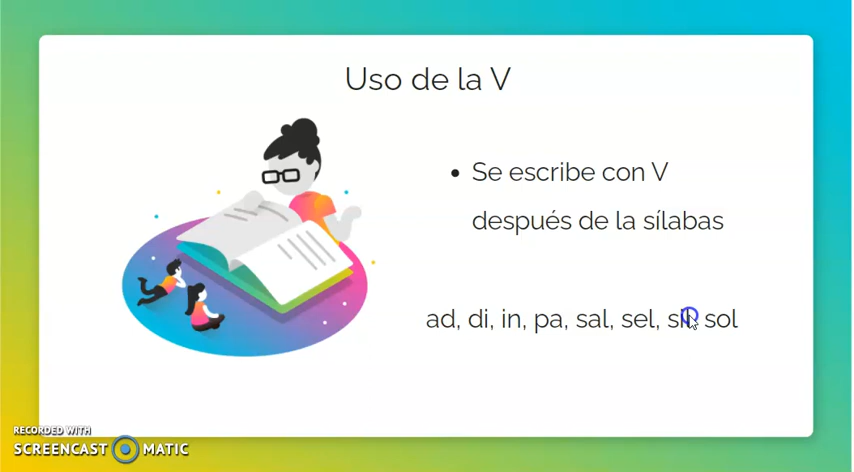 Uso de la V
• Se escribe con V
después de la sílabas
ad, di, in, pa, sal, sel, sil, sol
RECORDED WITH
SCREENCAST MATIC